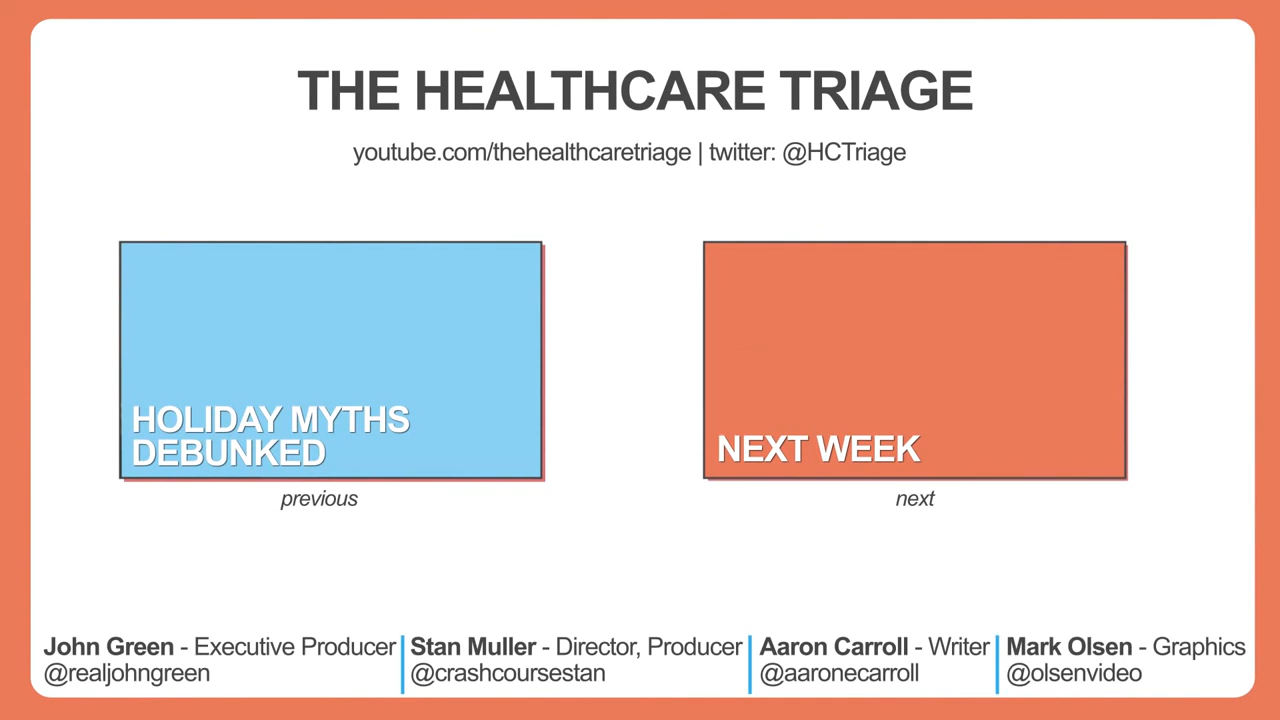 THE HEALTHCARE TRIAGE
youtube.com/thehealthcaretriage | twitter: @HCTriage
HOLIDAY MYTHS
DEBUNKED
previous
NEXT WEEK
next
John Green - Executive Producer
@realjohngreen
Stan Muller - Director, Producer
@crashcoursestan
Aaron Carroll - Writer
@aaronecarroll
Mark Olsen - Graphics
@olsenvideo